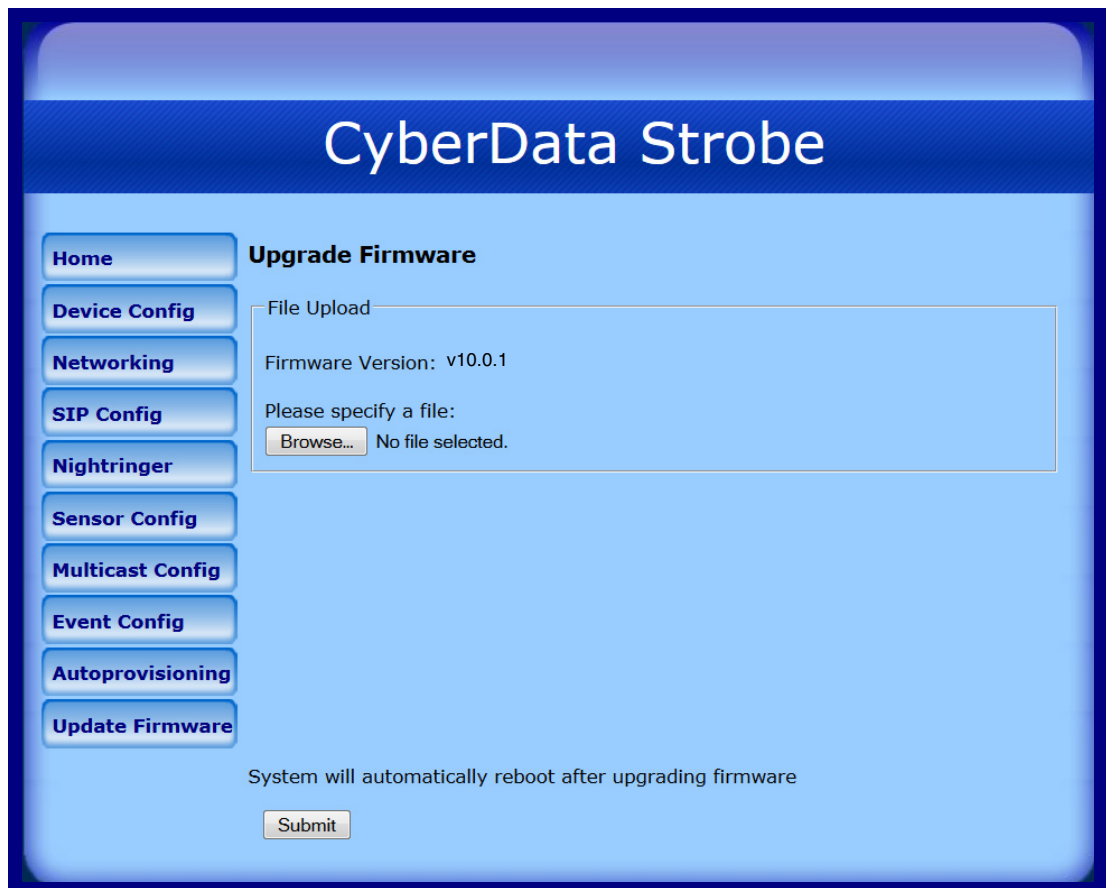 CyberData Strobe
Home
Device Config
Networking
SIP Config
Nightringer
Sensor Config
Multicast Config
Event Config
Autoprovisioning
Update Firmware
Upgrade Firmware
File Upload
Firmware Version: v10.0.1
Please specify a file:
Browse... No file selected.
System will automatically reboot after upgrading firmware
Submit